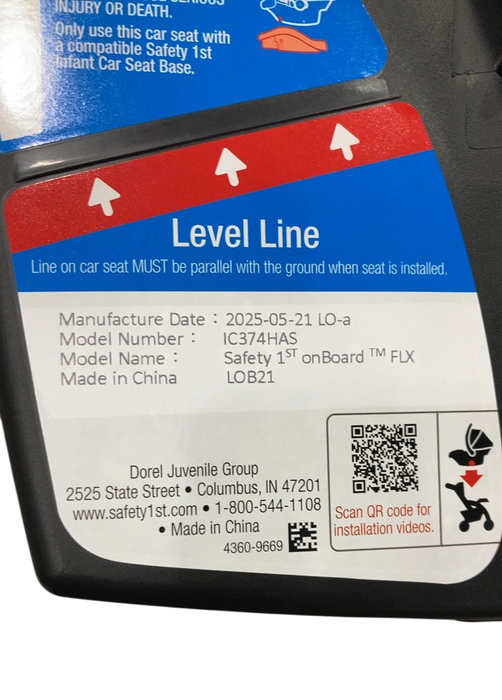 INJURY OR DEATH.
Only use this car seat with
a compatible Safety 1st
Infant Car Seat Base.
Level Line
Line on car seat MUST be parallel with the ground when seat is installed.
Manufacture Date : 2025-05-21 LO-a
Model Number : IC374HAS
Model Name : Safety 1ST onBoard ™ FLX
Made in China LOB21
Dorel Juvenile Group
2525 State Street • Columbus, IN 47201
www.safety1st.com • 1-800-544-1108
• Made in China
4360-9669
Scan QR code for
installation videos.